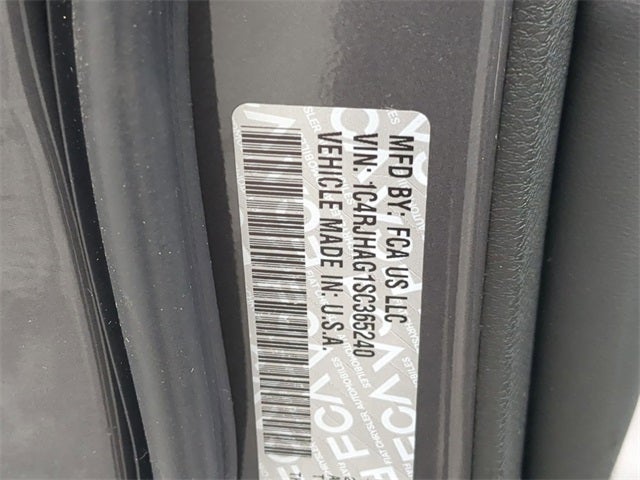 MFD BY: FCA US LLC
VIN: 1C4RJHAG1SC365240
VEHICLE MADE IN: U.S.A.